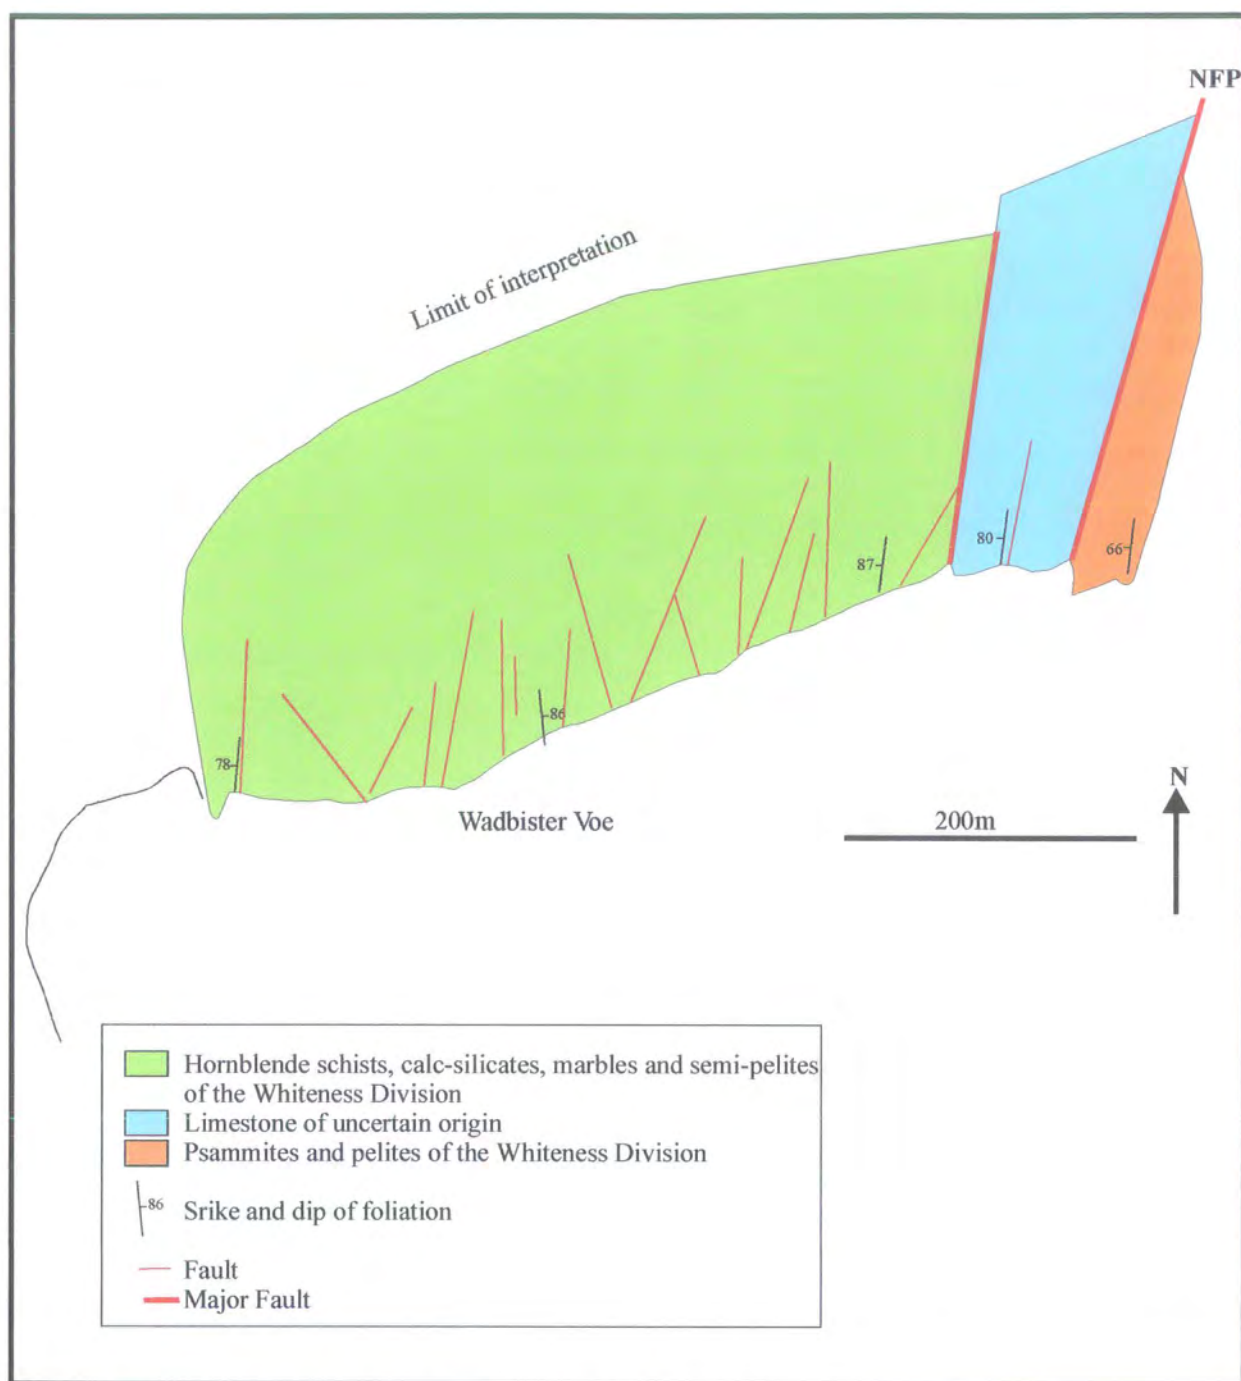 NFP
Limit of interpretation
80
66
87
86
78
Wadbister Voe
200m
N
Hornblende schists, calc-silicates, marbles and semi-pelites
of the Whiteness Division
Limestone of uncertain origin
Psammites and pelites of the Whiteness Division
86
Srike and dip of foliation
Fault
Major Fault